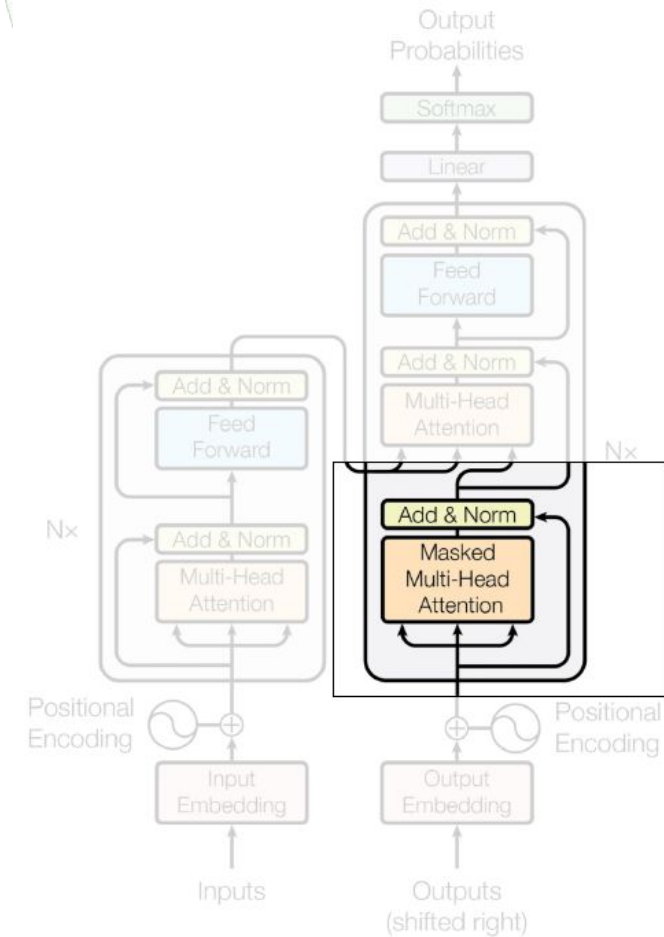 Output
Probabilities
Softmax
Linear
Add & Norm
Feed
Forward
Add & Norm
Multi-Head
Attention
Nx
Add & Norm
Masked
Multi-Head
Attention
Add & Norm
Feed
Forward
Nx
Add & Norm
Multi-Head
Attention
Positional
Encoding
Positional
Encoding
Input
Embedding
Output
Embedding
Inputs
Outputs
(shifted right)